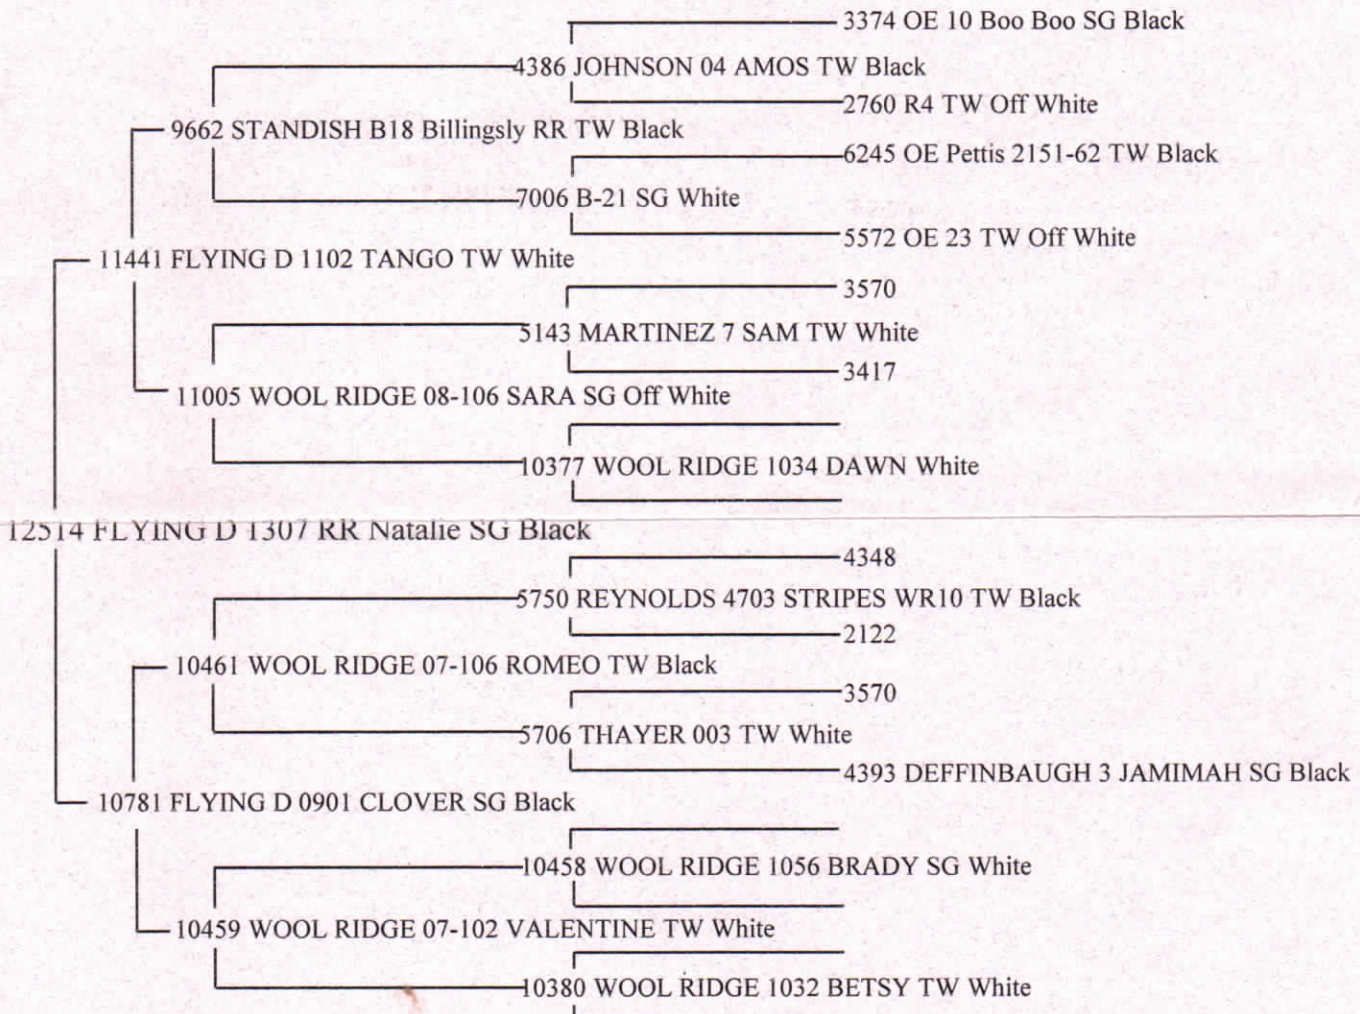 3374 OE 10 Boo Boo SG Black
4386 JOHNSON 04 AMOS TW Black
2760 R4 TW Off White
9662 STANDISH B18 Billingsly RR TW Black
6245 OE Pettis 2151-62 TW Black
7006 B-21 SG White
5572 OE 23 TW Off White
11441 FLYING D 1102 TANGO TW White
3570
5143 MARTINEZ 7 SAM TW White
3417
11005 WOOL RIDGE 08-106 SARA SG Off White
10377 WOOL RIDGE 1034 DAWN White
12514 FLYING D 1307 RR Natalie SG Black
4348
5750 REYNOLDS 4703 STRIPES WR10 TW Black
2122
10461 WOOL RIDGE 07-106 ROMEO TW Black
3570
5706 THAYER 003 TW White
4393 DEFFINBAUGH 3 JAMIMAH SG Black
10781 FLYING D 0901 CLOVER SG Black
10458 WOOL RIDGE 1056 BRADY SG White
10459 WOOL RIDGE 07-102 VALENTINE TW White
10380 WOOL RIDGE 1032 BETSY TW White